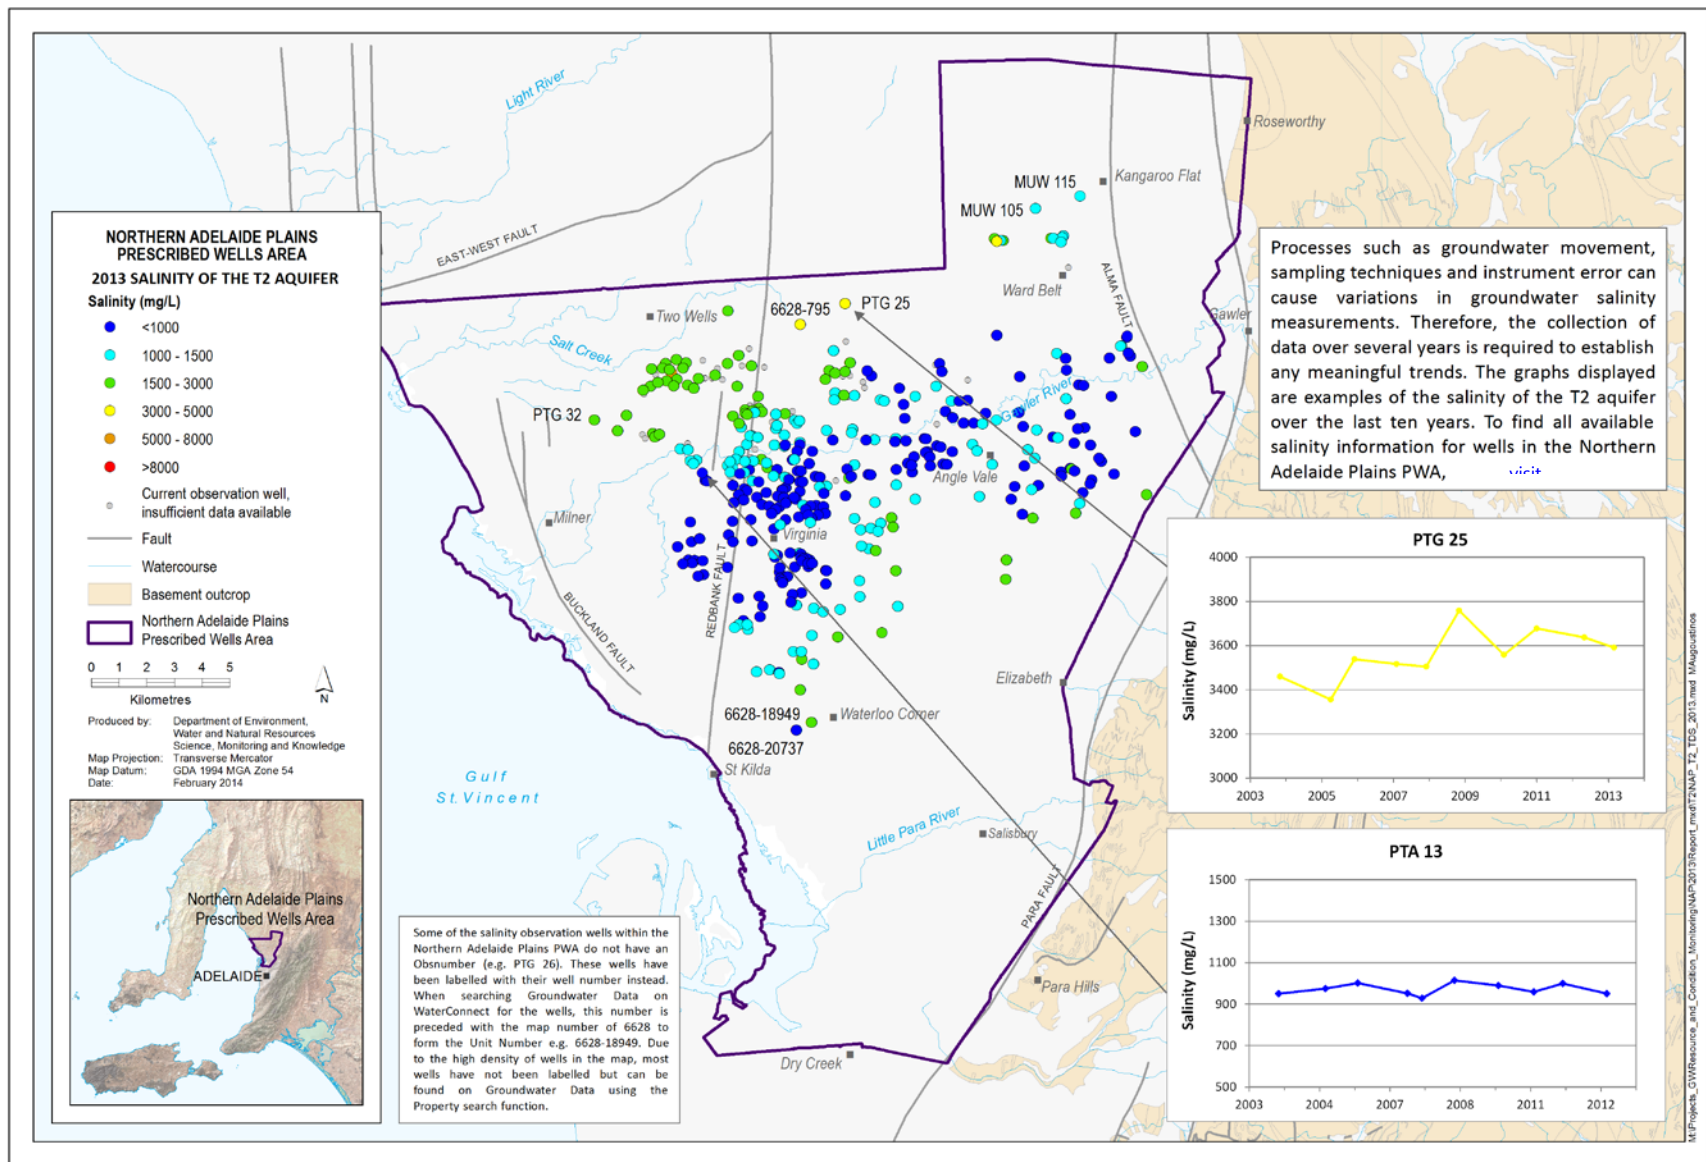 NORTHERN ADELAIDE PLAINS
PRESCRIBED WELLS AREA
2013 SALINITY OF THE T2 AQUIFER
Salinity (mg/L)
<1000
1000 - 1500
1500 - 3000
3000 - 5000
5000 - 8000
>8000
Current observation well,
insufficient data available
Fault
Watercourse
Basement outcrop
Northern Adelaide Plains
Prescribed Wells Area
0 1 2 3 4 5
Kilometres
N
Produced by: Department of Environment,
Water and Natural Resources
Science, Monitoring and Knowledge
Map Projection: Transverse Mercator
Map Datum: GDA 1994 MGA Zone 54
Date: February 2014
Northern Adelaide Plains
Prescribed Wells Area
ADELAIDE
Light River
EAST-WEST FAULT
Roseworthy
Kangaroo Flat
MUW 115
MUW 105
Ward Belt
ALMA FAULT
Gawler
Two Wells
6628-795
PTG 25
Salt Creek
Gawler River
PTG 32
Angle Vale
Milner
Virginia
REDBANK FAULT
BUCKLAND FAULT
Elizabeth
6628-18949
Waterloo Corner
6628-20737
St Kilda
Gulf
St. Vincent
Little Para River
Salisbury
PARA FAULT
Para Hills
Dry Creek
Some of the salinity observation wells within the
Northern Adelaide Plains PWA do not have an
Obsnumber (e.g. PTG 26). These wells have
been labelled with their well number instead.
When searching Groundwater Data on
WaterConnect for the wells, this number is
preceded with the map number of 6628 to
form the Unit Number e.g. 6628-18949. Due
to the high density of wells in the map, most
wells have not been labelled but can be
found on Groundwater Data using the
Property search function.
Processes such as groundwater movement,
sampling techniques and instrument error can
cause variations in groundwater salinity
measurements. Therefore, the collection of
data over several years is required to establish
any meaningful trends. The graphs displayed
are examples of the salinity of the T2 aquifer
over the last ten years. To find all available
salinity information for wells in the Northern
Adelaide Plains PWA, visit
PTG 25
Salinity (mg/L)
4000
3800
3600
3400
3200
3000
2003 2005 2007 2009 2011 2013
PTA 13
Salinity (mg/L)
1500
1300
1100
900
700
500
2003 2004 2007 2008 2011 2012
M:\Projects_GW\Resource_and_Condition_Monitoring\NAP\2013\Report_mxd\T2\NAP_T2_TDS_2013.mxd MAugoustinos